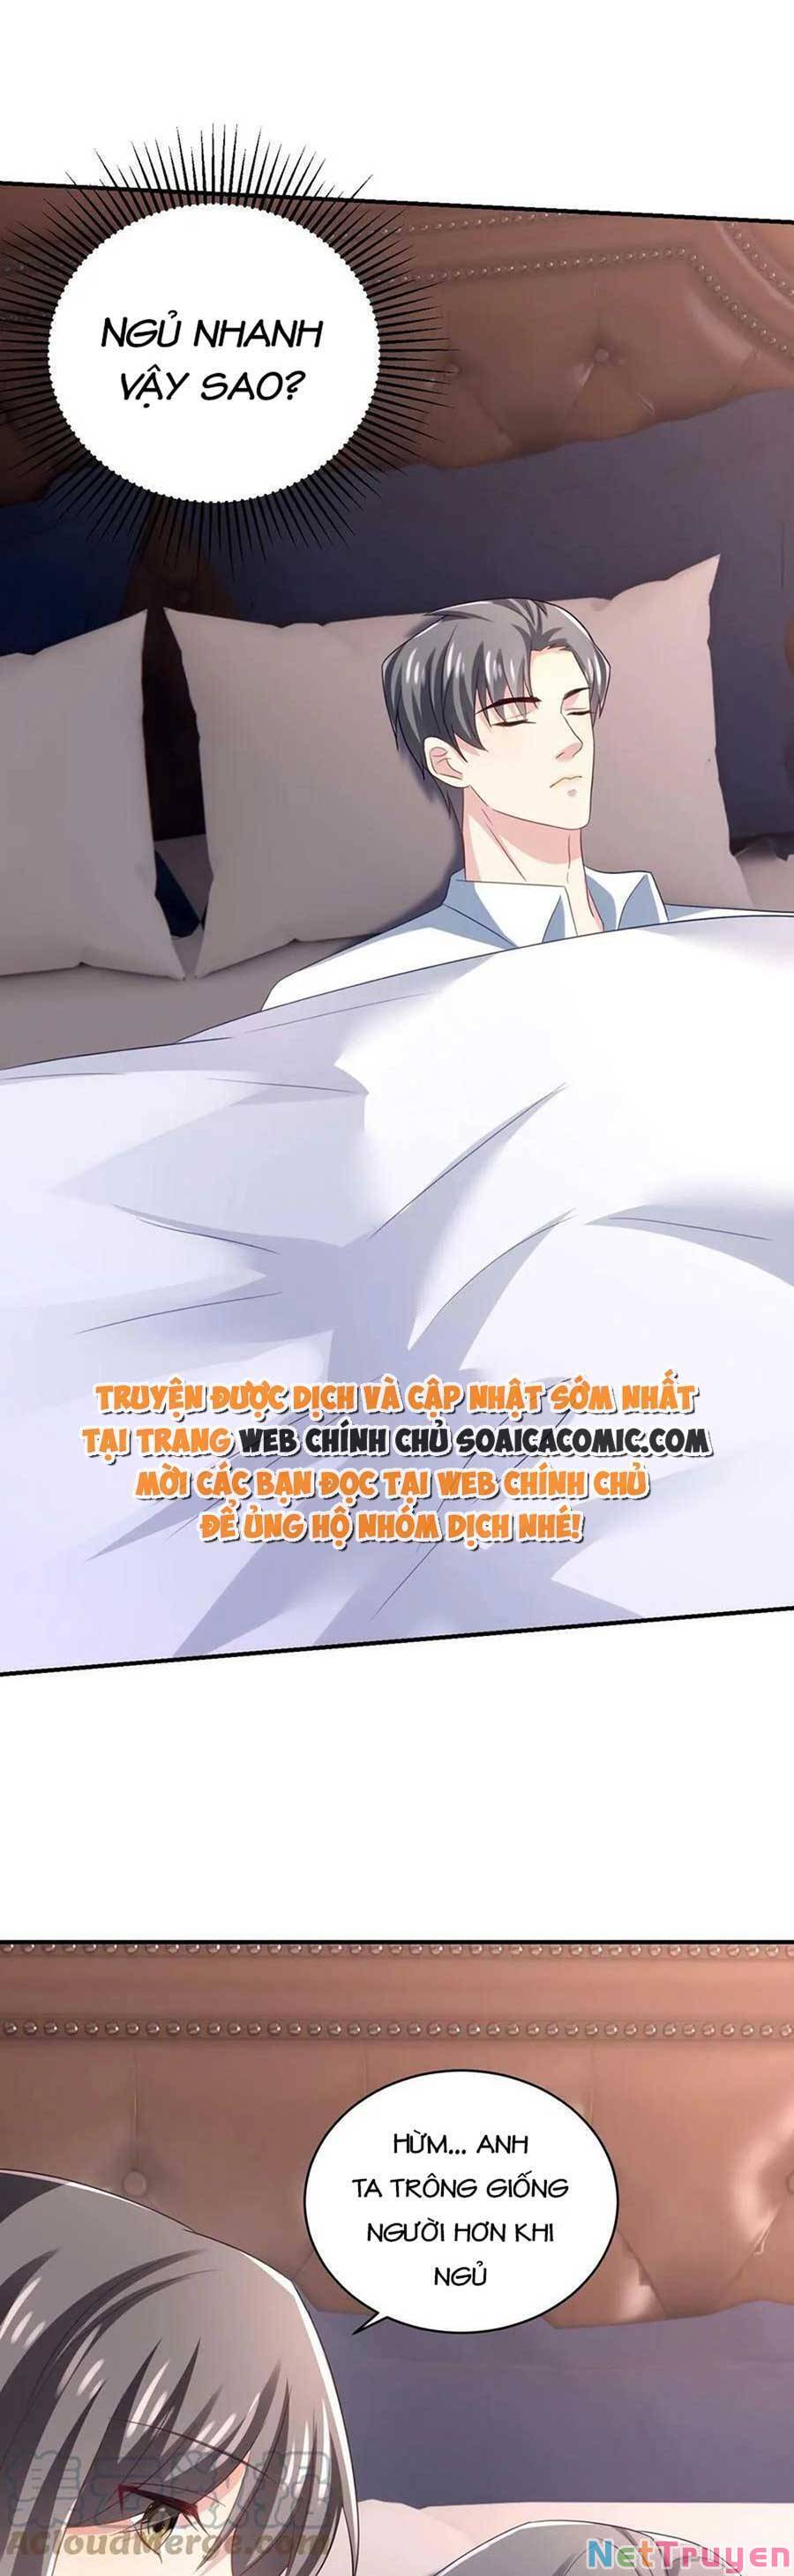 NGỦ NHANH
VẬY SAO?
TRUYỆN ĐƯỢC DỊCH VÀ CẬP NHẬT SỚM NHẤT
TẠI TRANG WEB CHÍNH CHỦ SOAICACOMIC.COM
MỜI CÁC BẠN ĐỌC TẠI WEB CHÍNH CHỦ
ĐỂ ỦNG HỘ NHÓM DỊCH NHÉ!
HỪM... ANH
TA TRÔNG GIỐNG
NGƯỜI HƠN KHI
NGỦ
AcloudMerge.com
NetTruyen